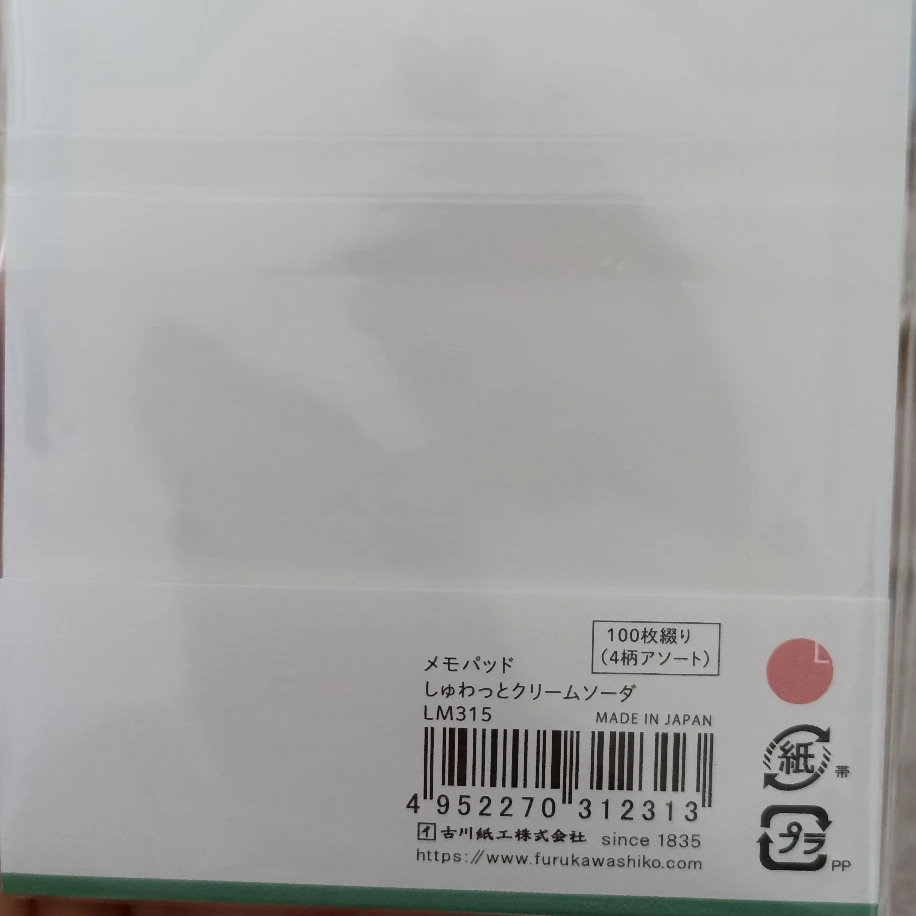 100枚綴り
(4柄アソート)
メモパッド
しゅわっとクリームソーダ
LM315
MADE IN JAPAN
4 952270 312313
イ 古川紙工株式会社 since 1835
https://www.furukawashiko.com
L
紙
帯
プラ
PP